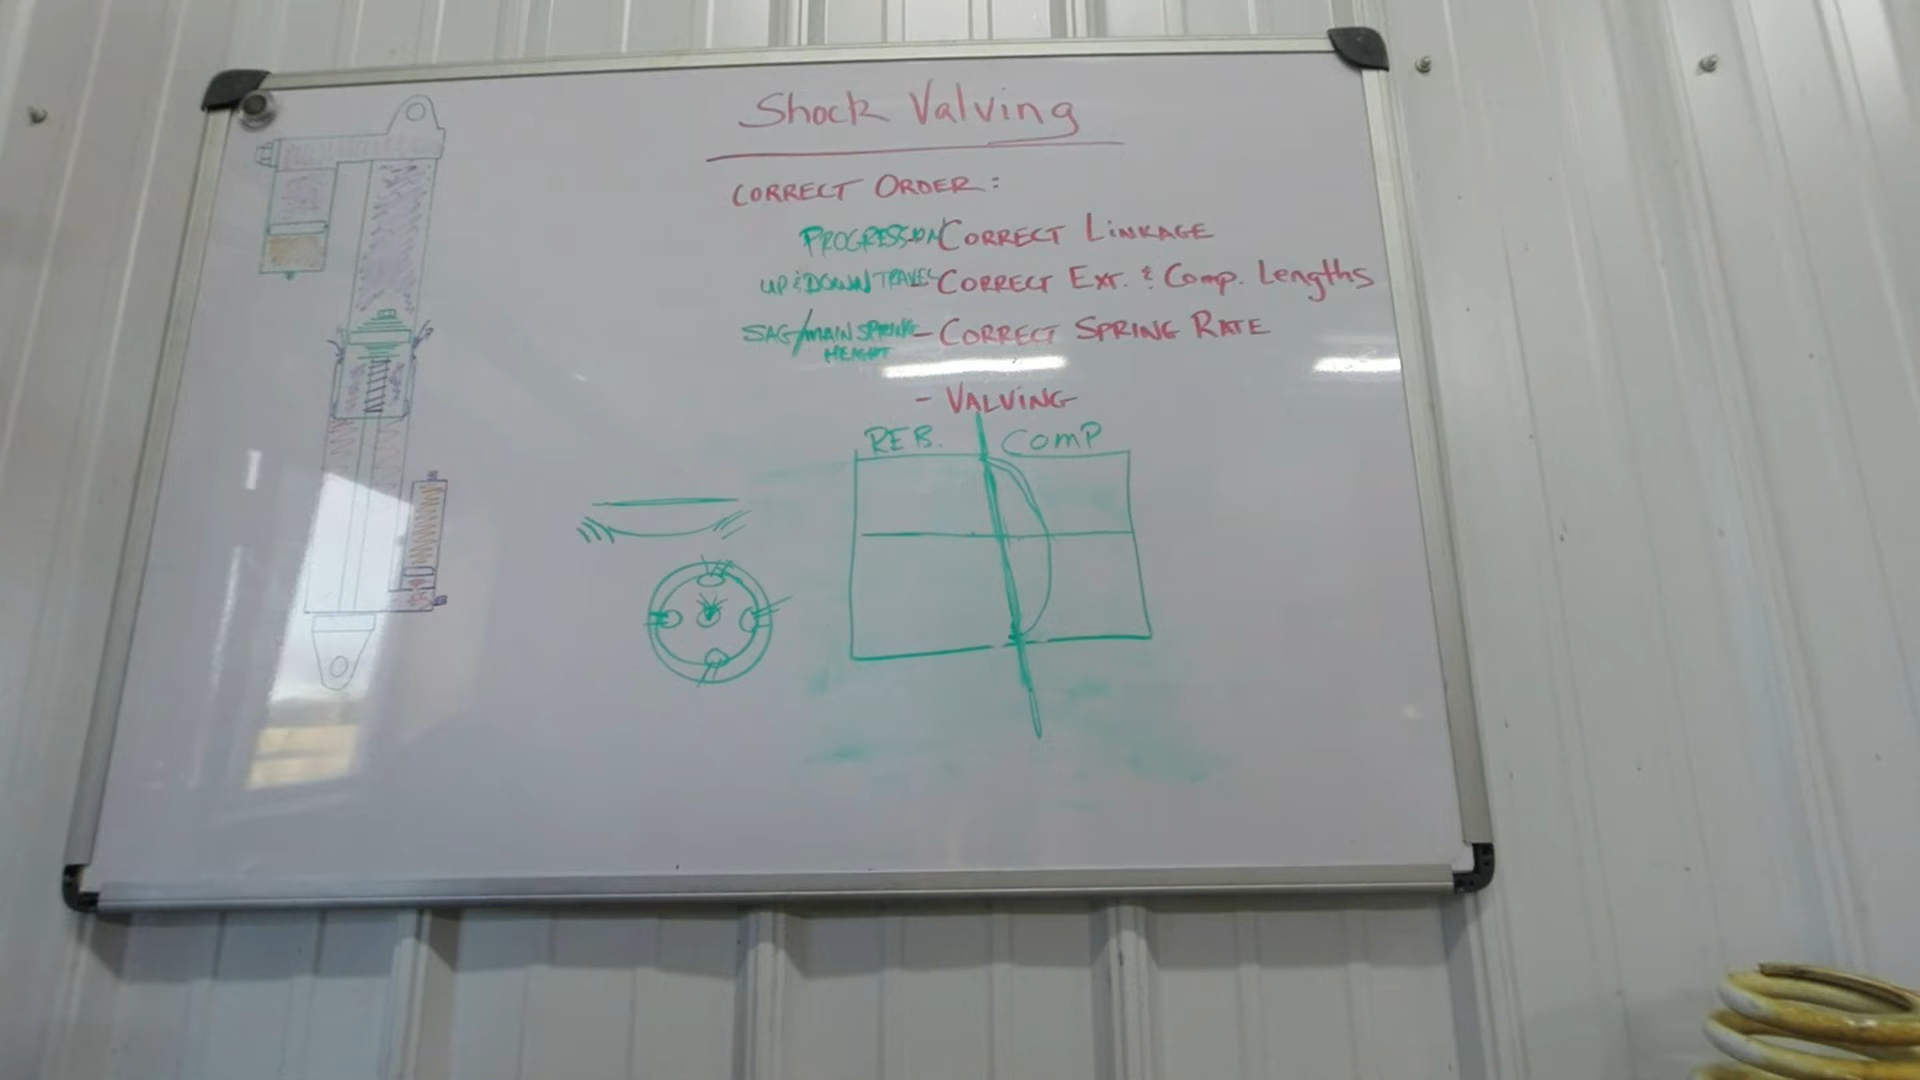 Shock Valving
CORRECT ORDER:
PROGRESSION CORRECT LINKAGE
UP & DOWN TRAVEL CORRECT EXT. & Comp. Lengths
SAG/MAIN SPRING HEIGHT - CORRECT SPRING RATE
- VALVING
REB. COMP